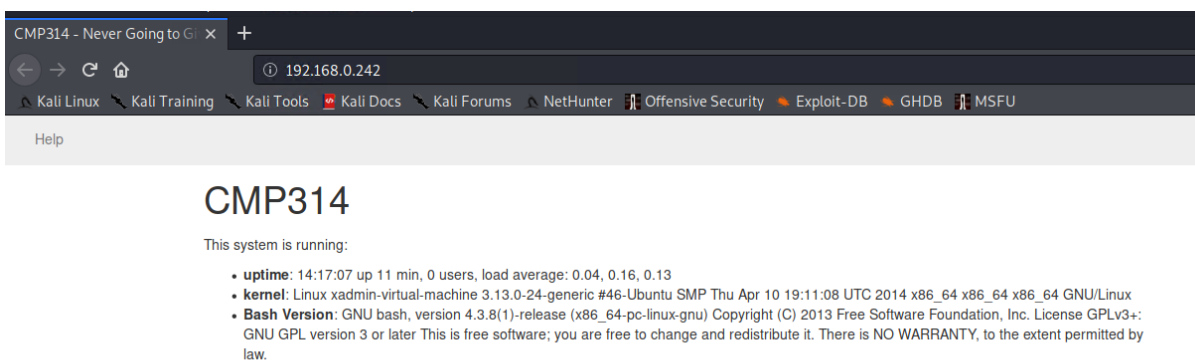 CMP314 - Never Going to Gi
192.168.0.242
Kali Linux Kali Training Kali Tools Kali Docs Kali Forums NetHunter Offensive Security Exploit-DB GHDB MSFU
Help
CMP314
This system is running:
• uptime: 14:17:07 up 11 min, 0 users, load average: 0.04, 0.16, 0.13
• kernel: Linux xadmin-virtual-machine 3.13.0-24-generic #46-Ubuntu SMP Thu Apr 10 19:11:08 UTC 2014 x86_64 x86_64 x86_64 GNU/Linux
• Bash Version: GNU bash, version 4.3.8(1)-release (x86_64-pc-linux-gnu) Copyright (C) 2013 Free Software Foundation, Inc. License GPLv3+:
GNU GPL version 3 or later This is free software; you are free to change and redistribute it. There is NO WARRANTY, to the extent permitted by
law.